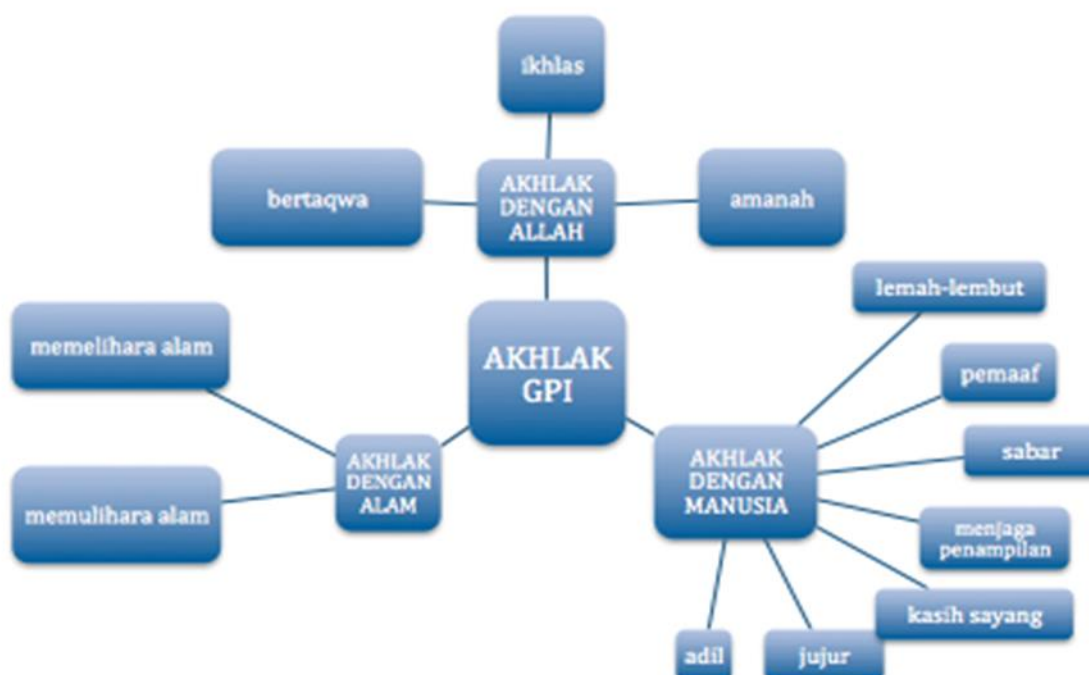 ikhlas
bertaqwa
AKHLAK
DENGAN
ALLAH
amanah
lemah-lembut
memelihara alam
AKHLAK
GPI
pemaaf
sabar
AKHLAK
DENGAN
ALAM
AKHLAK
DENGAN
MANUSIA
memulihara alam
menjaga
penampilan
kasih sayang
adil
jujur